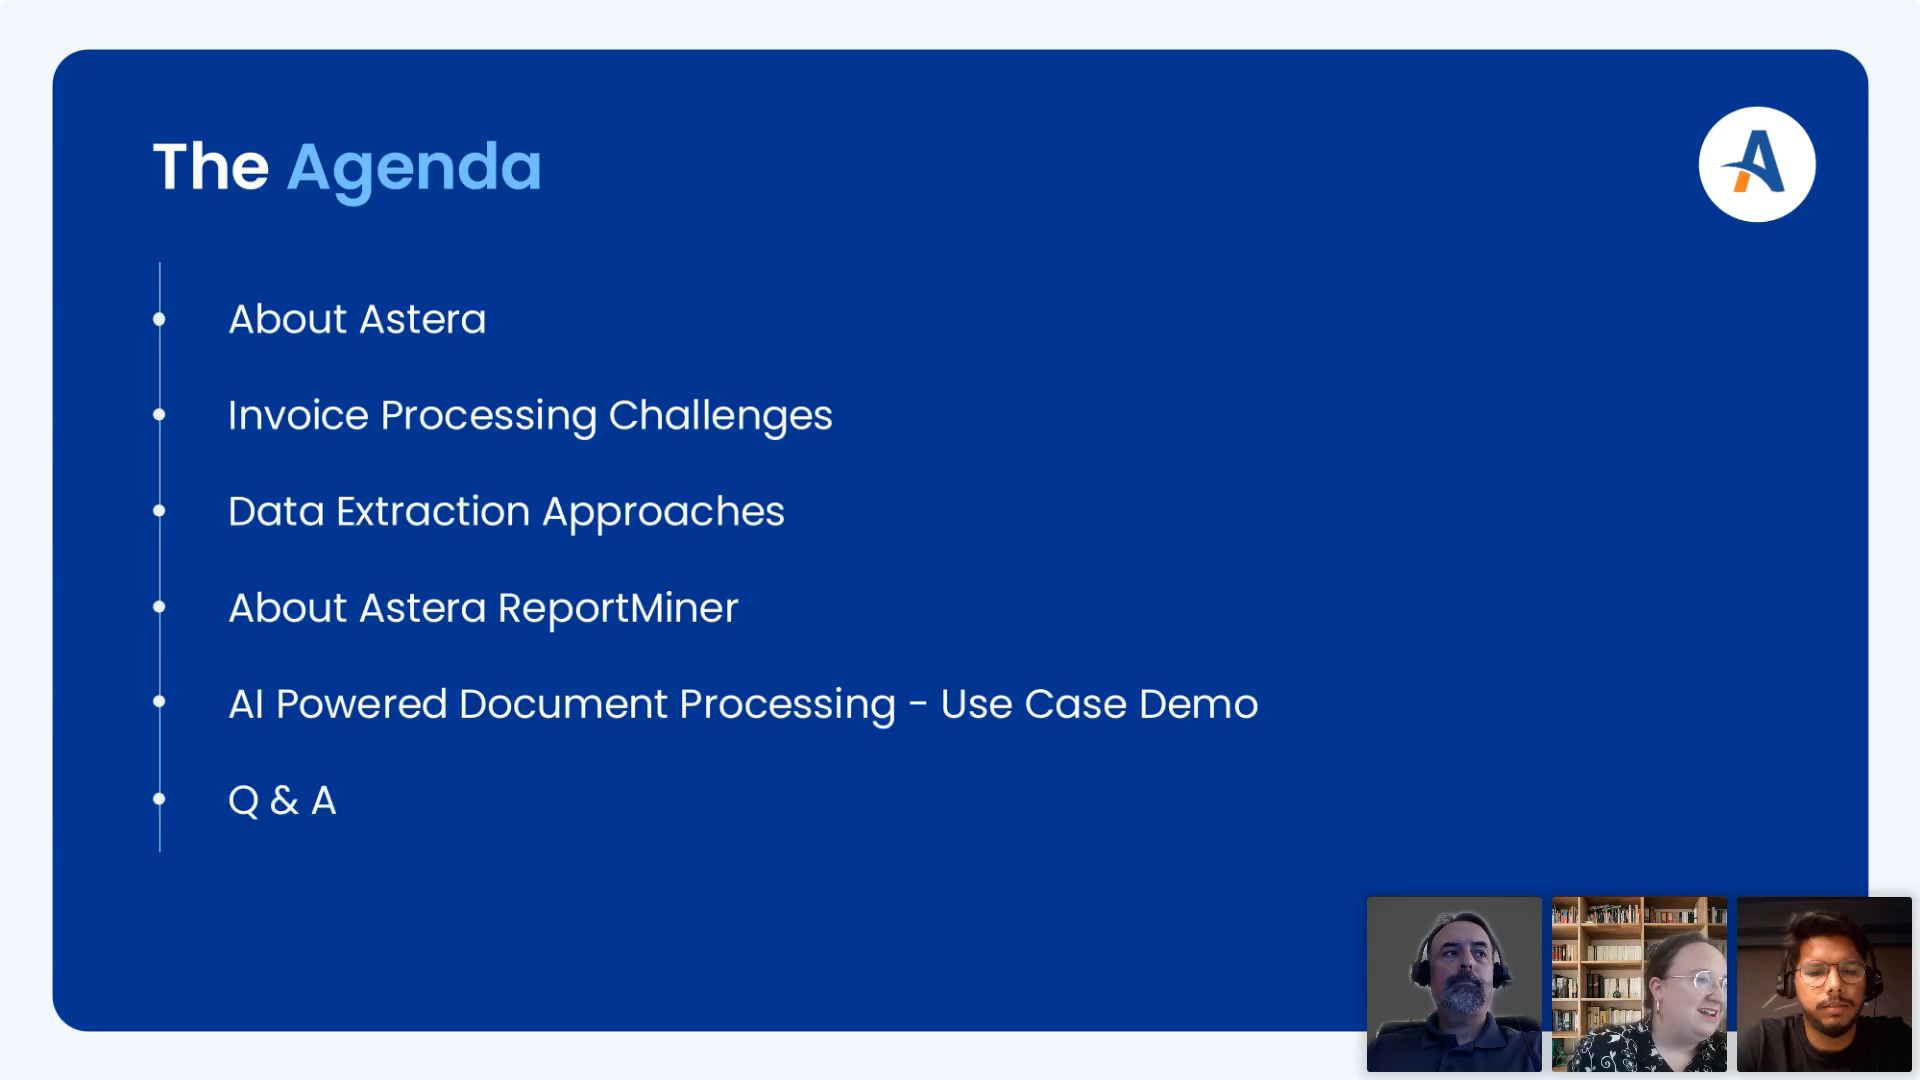 The Agenda
About Astera
Invoice Processing Challenges
Data Extraction Approaches
About Astera ReportMiner
AI Powered Document Processing - Use Case Demo
Q & A